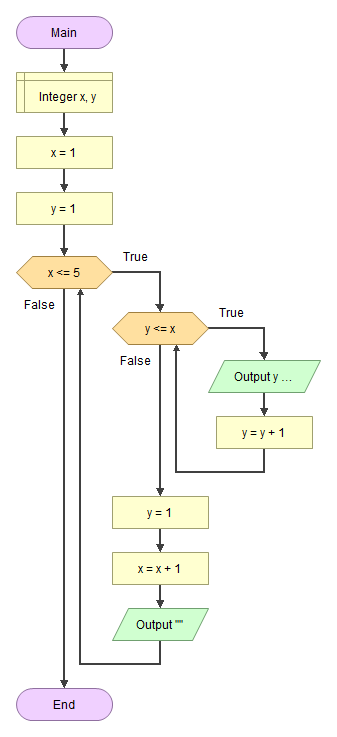 Main
Integer x, y
x = 1
y = 1
x <= 5
True
False
y <= x
True
False
Output y ...
y = y + 1
y = 1
x = x + 1
Output ""
End